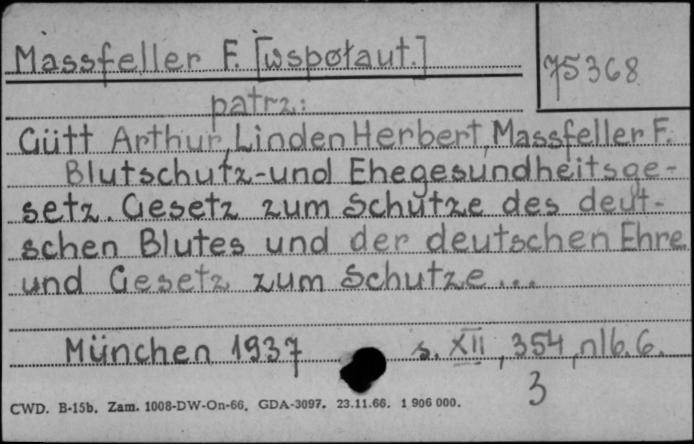 Massfeller F. [współaut.]
75368
patrz:
Gütt Arthur, Linden Herbert, Massfeller F.
Blutschutz-und Ehegesundheitsge-
setz. Gesetz zum Schutze des deut-
schen Blutes und der deutschen Ehre
und Gesetz zum Schutze...
München 1937 s. XII, 354, nlb. 6.
3
CWD. B-15b. Zam. 1008-DW-On-66. GDA-3097. 23.11.66. 1 906 000.